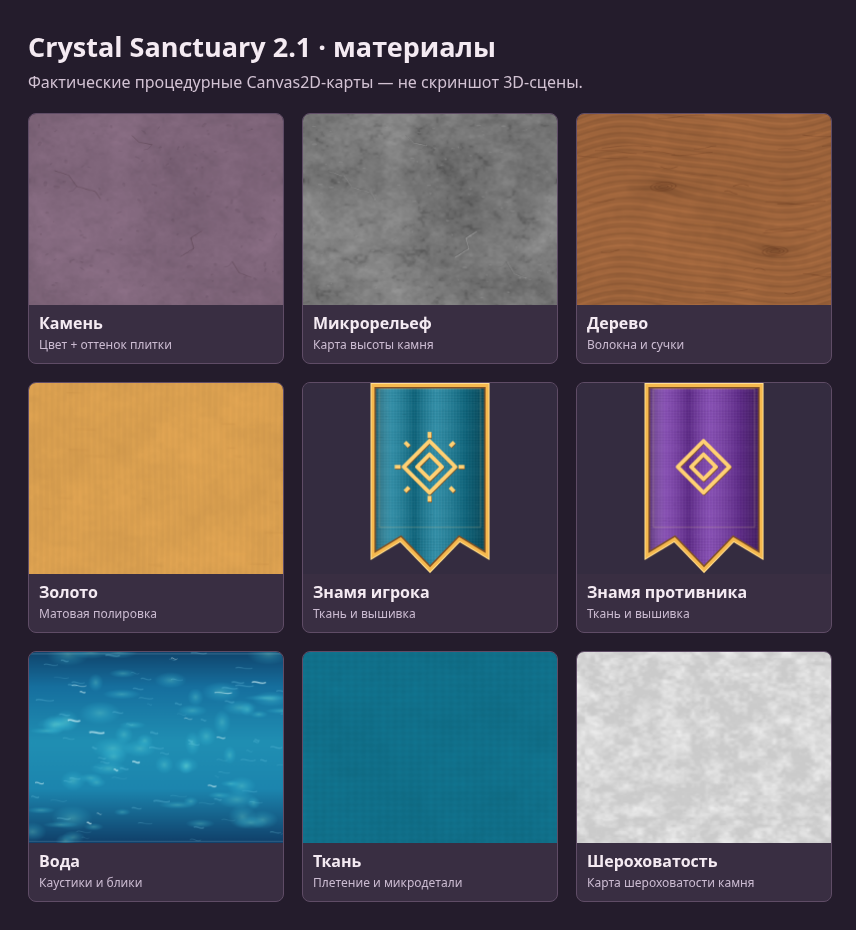 Crystal Sanctuary 2.1 · материалы
Фактические процедурные Canvas2D-карты — не скриншот 3D-сцены.
Камень
Цвет + оттенок плитки
Микрорельеф
Карта высоты камня
Дерево
Волокна и сучки
Золото
Матовая полировка
Знамя игрока
Ткань и вышивка
Знамя противника
Ткань и вышивка
Вода
Каустики и блики
Ткань
Плетение и микродетали
Шероховатость
Карта шероховатости камня